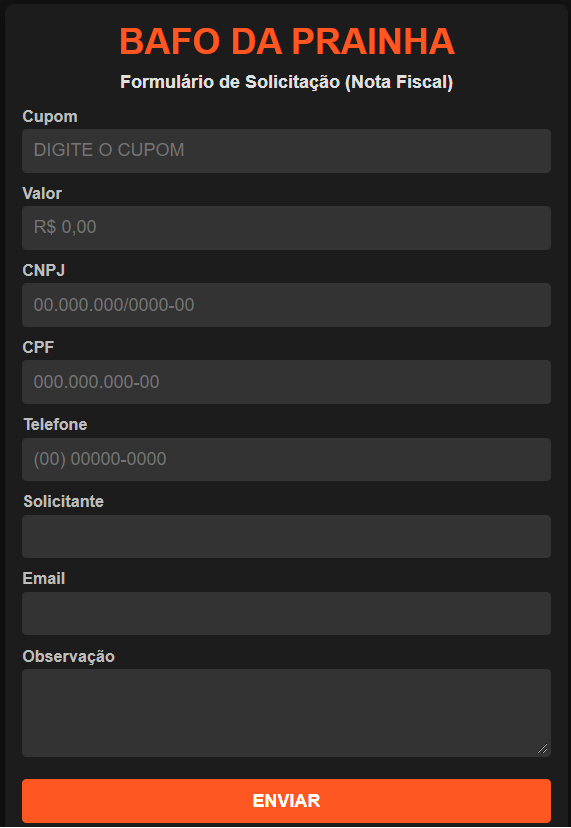 BAFO DA PRAINHA
Formulário de Solicitação (Nota Fiscal)
Cupom
DIGITE O CUPOM
Valor
R$ 0,00
CNPJ
00.000.000/0000-00
CPF
000.000.000-00
Telefone
(00) 00000-0000
Solicitante
Email
Observação
ENVIAR